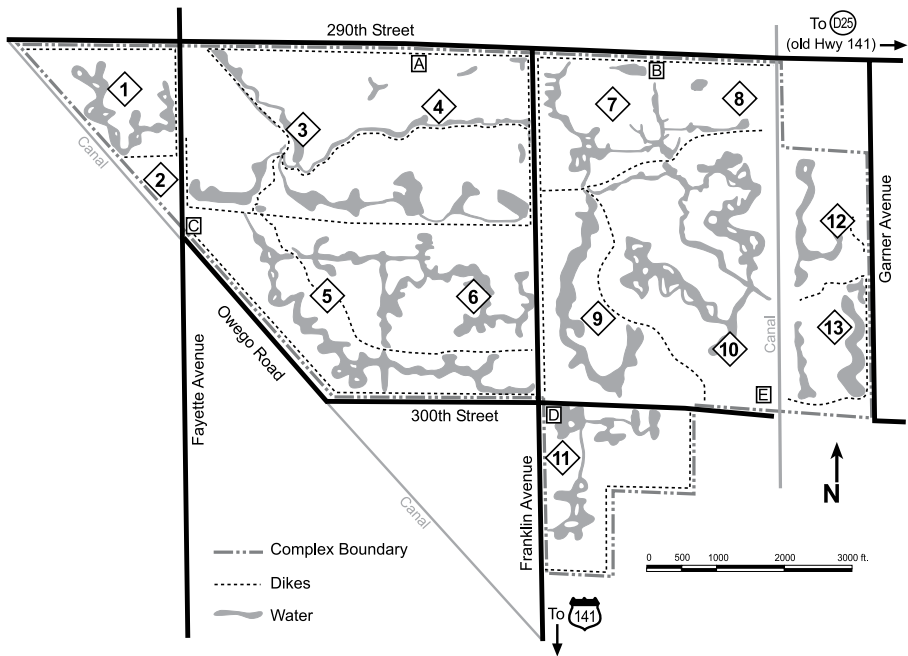 290th Street
To D25
(old Hwy 141)
A
B
1
2
3
4
7
8
Canal
C
12
Garner Avenue
5
6
9
10
13
Owego Road
Fayette Avenue
Canal
E
300th Street
D
11
Franklin Avenue
Canal
N
Complex Boundary
Dikes
Water
0 500 1000 2000 3000 ft.
To 141